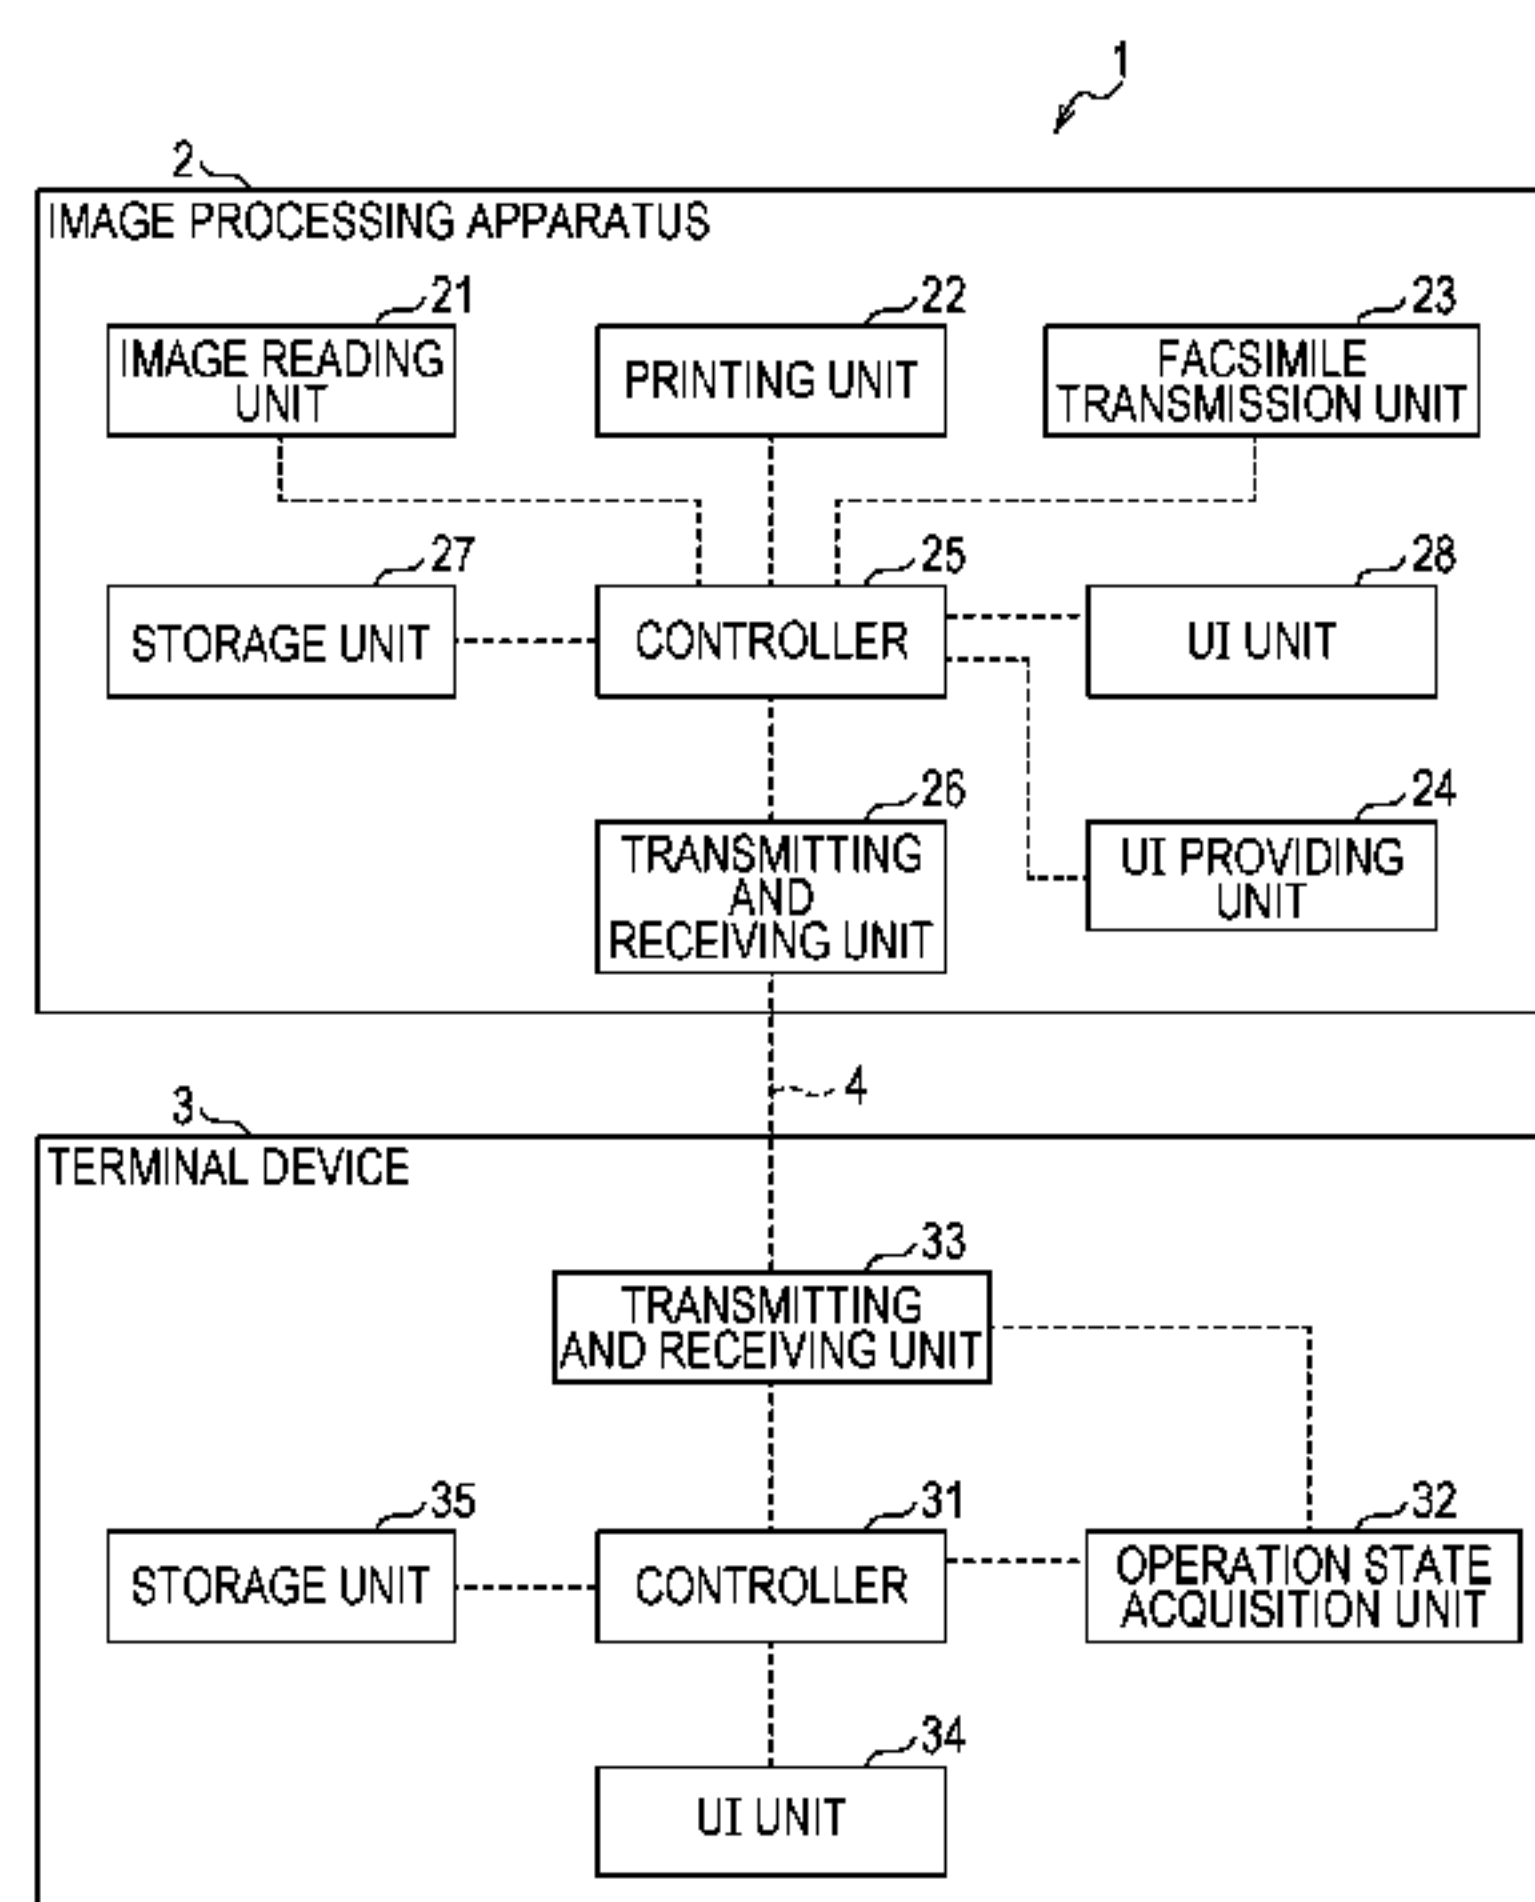 1
2
IMAGE PROCESSING APPARATUS
21
22
23
IMAGE READING
UNIT
PRINTING UNIT
FACSIMILE
TRANSMISSION UNIT
27
25
28
STORAGE UNIT
CONTROLLER
UI UNIT
26
24
TRANSMITTING
AND
RECEIVING UNIT
UI PROVIDING
UNIT
4
3
TERMINAL DEVICE
33
TRANSMITTING
AND RECEIVING UNIT
35
31
32
STORAGE UNIT
CONTROLLER
OPERATION STATE
ACQUISITION UNIT
34
UI UNIT